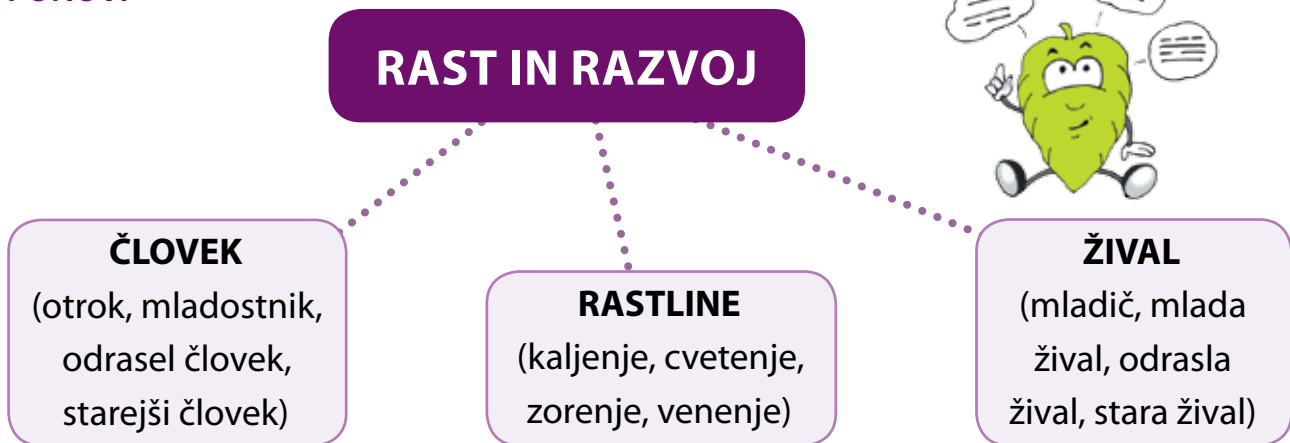 RAST IN RAZVOJ
ČLOVEK
(otrok, mladostnik,
odrasel človek,
starejši človek)
RASTLINE
(kaljenje, cvetenje,
zorenje, venenje)
ŽIVAL
(mladič, mlada
žival, odrasla
žival, stara žival)